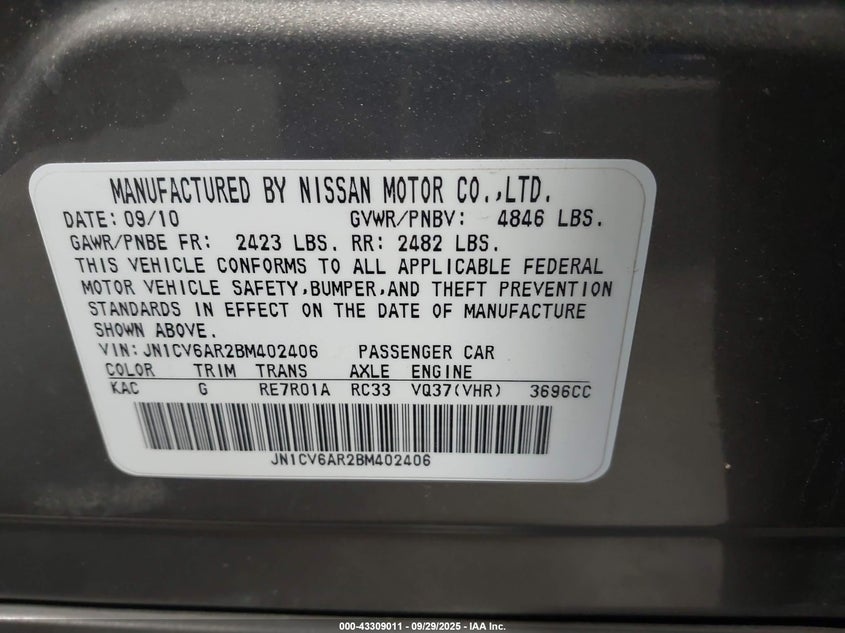 MANUFACTURED BY NISSAN MOTOR CO.,LTD.
DATE: 09/10 GVWR/PNBV: 4846 LBS.
GAWR/PNBE FR: 2423 LBS. RR: 2482 LBS.
THIS VEHICLE CONFORMS TO ALL APPLICABLE FEDERAL
MOTOR VEHICLE SAFETY,BUMPER,AND THEFT PREVENTION
STANDARDS IN EFFECT ON THE DATE OF MANUFACTURE
SHOWN ABOVE.
VIN: JN1CV6AR2BM402406 PASSENGER CAR
COLOR TRIM TRANS AXLE ENGINE
KAC G RE7R01A RC33 VQ37(VHR) 3696CC
JN1CV6AR2BM402406
000-43309011 - 09/29/2025 - IAA Inc.